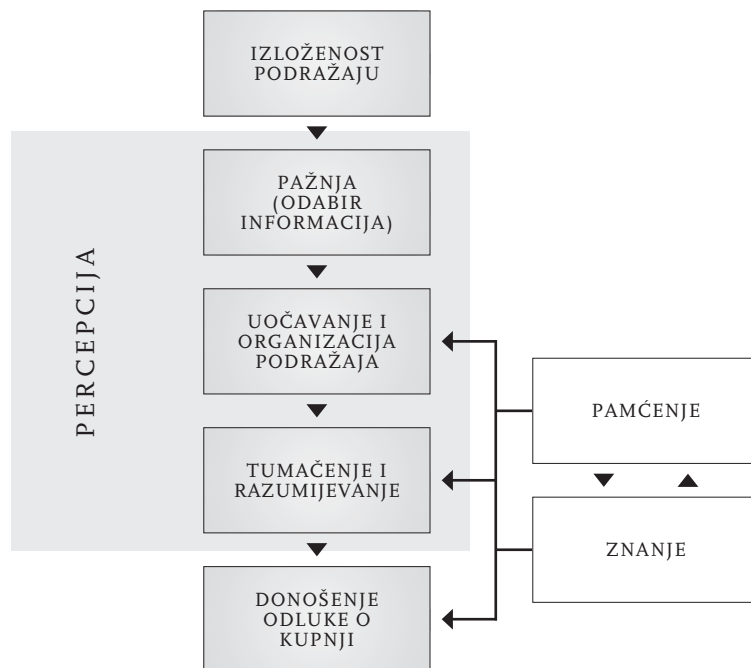 IZLOŽENOST
PODRAŽAJU
PERCEPCIJA
PAŽNJA
(ODABIR
INFORMACIJA)
UOČAVANJE I
ORGANIZACIJA
PODRAŽAJA
TUMAČENJE I
RAZUMIJEVANJE
DONOŠENJE
ODLUKE O
KUPNJI
PAMĆENJE
ZNANJE